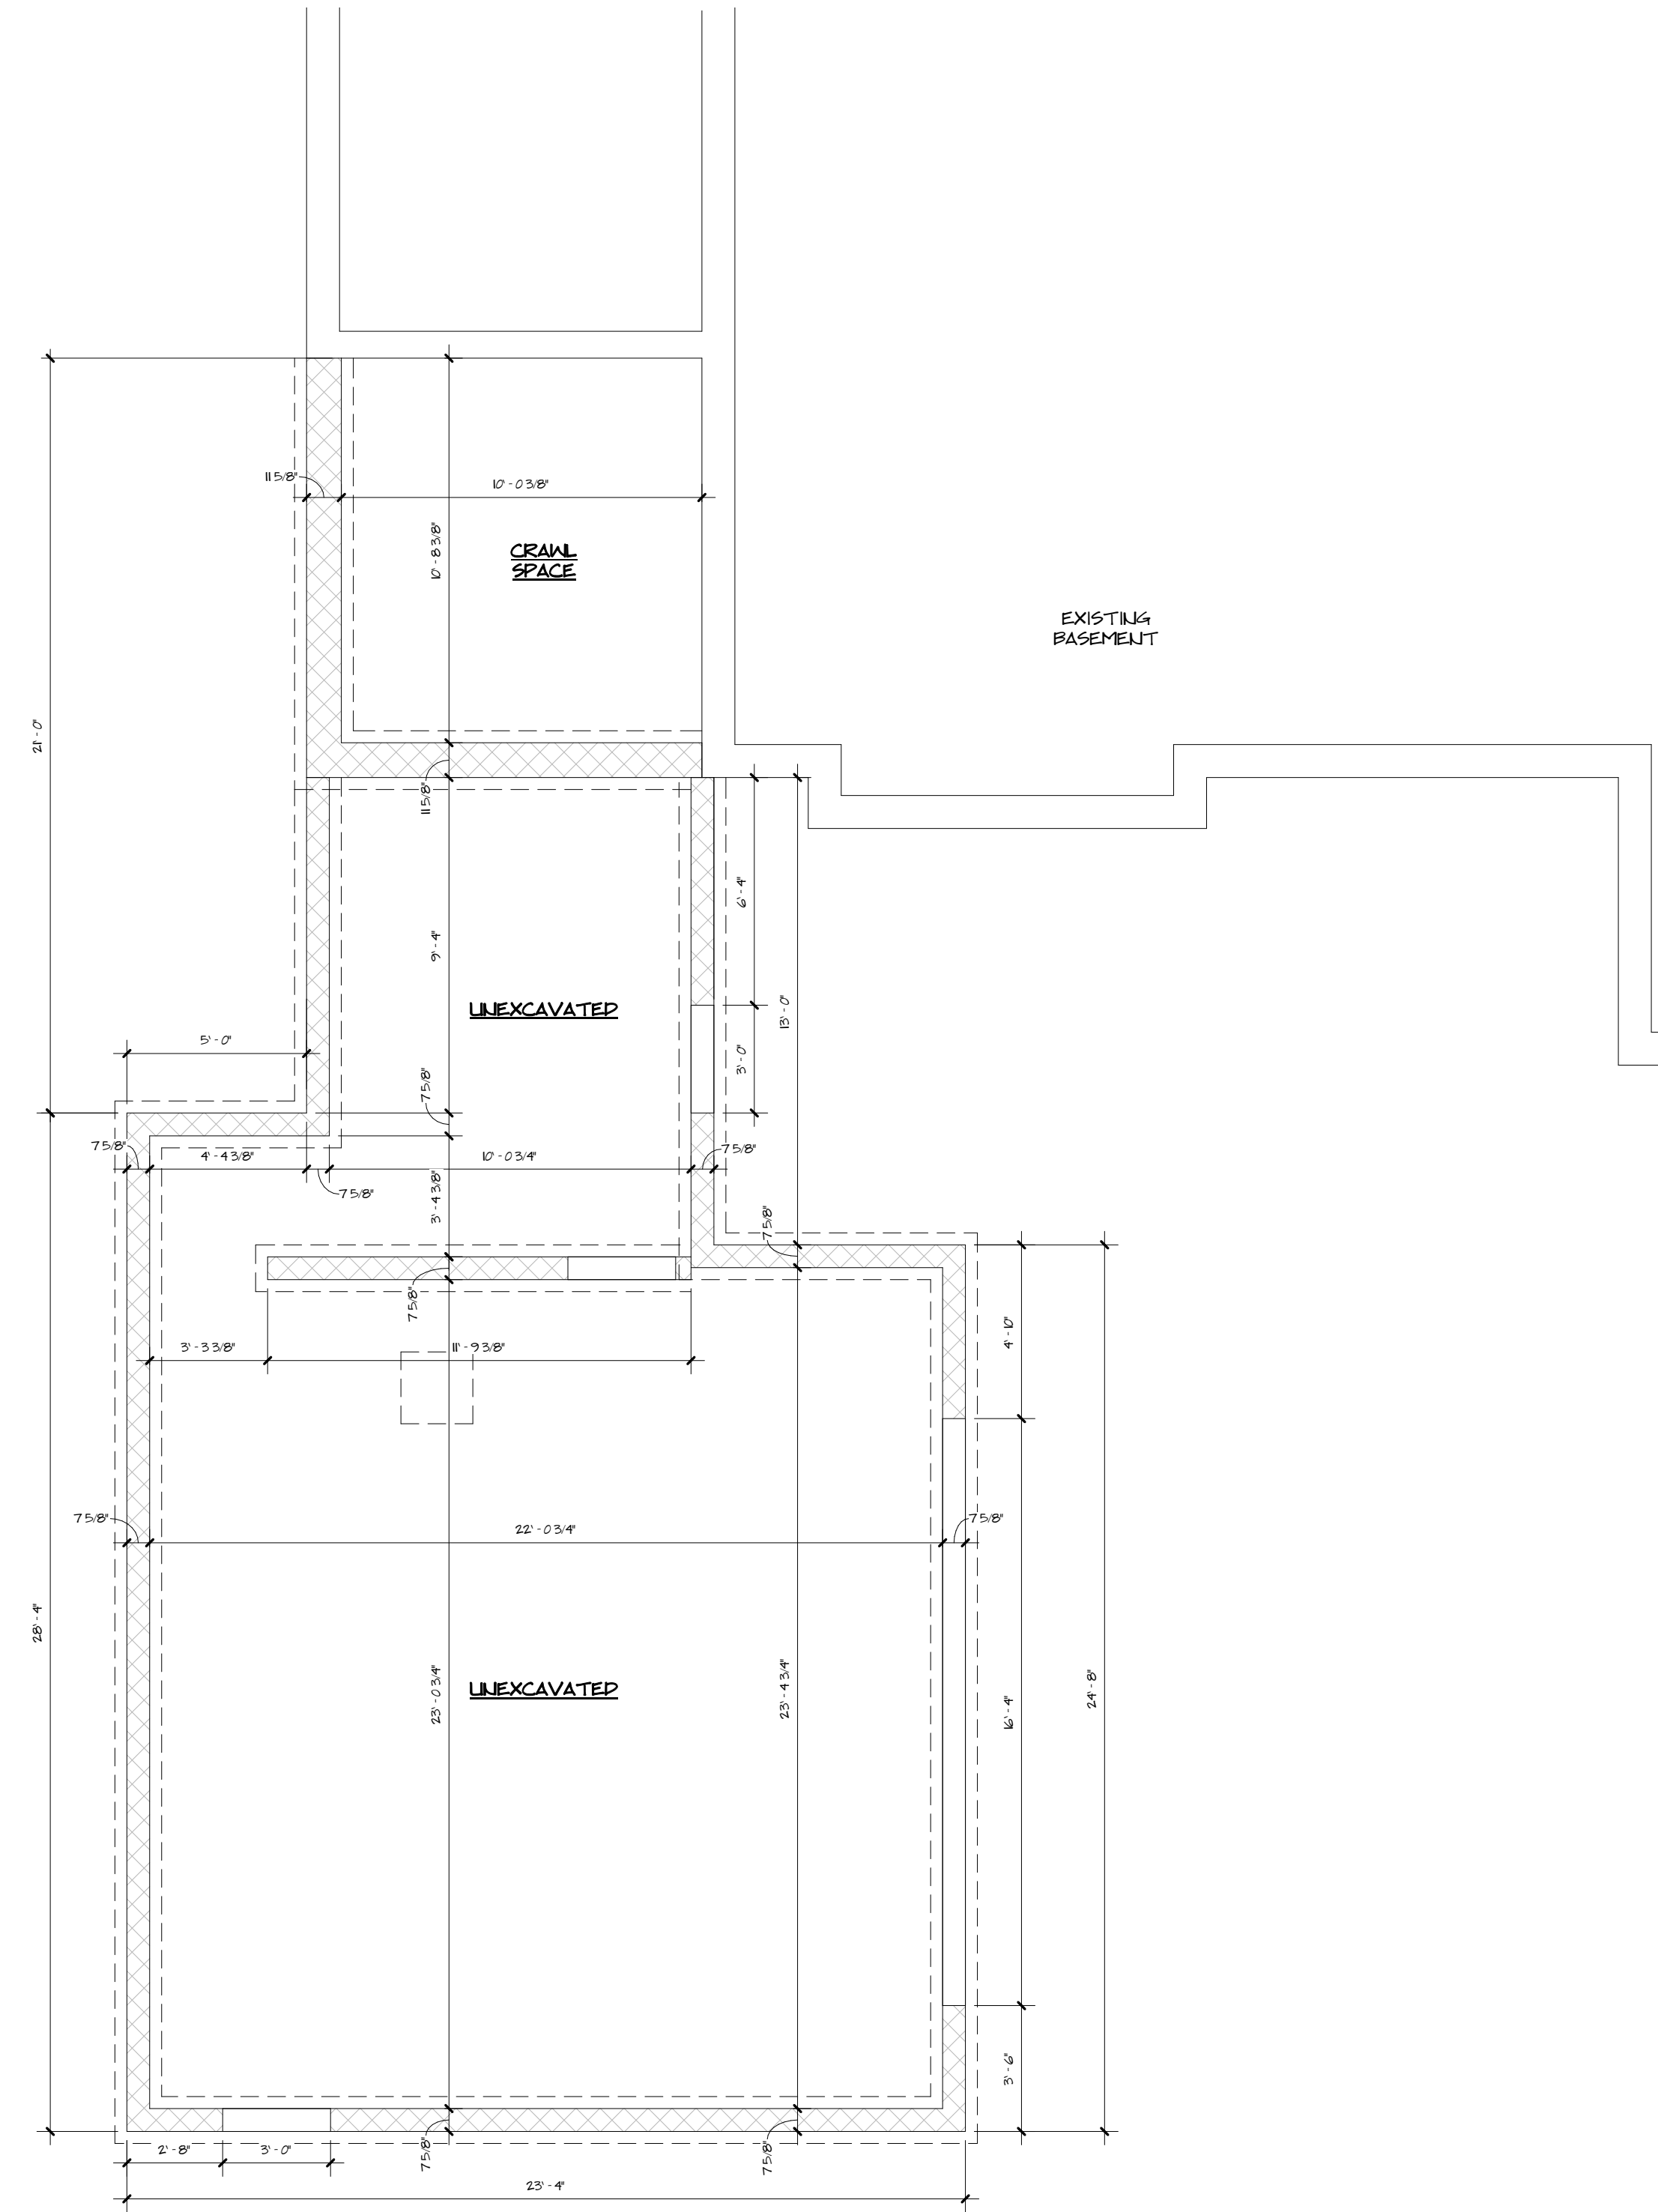 11 5/8"
10' - 0 3/8"
10' - 8 3/8"
CRAWL
SPACE
EXISTING
BASEMENT
21' - 0"
11 5/8"
6' - 4"
9' - 4"
13' - 0"
UNEXCAVATED
5' - 0"
3' - 0"
7 5/8"
7 5/8"
4' - 4 3/8"
10' - 0 3/4"
7 5/8"
7 5/8"
3' - 4 3/8"
7 5/8"
7 5/8"
3' - 3 3/8"
11' - 9 3/8"
4' - 10"
7 5/8"
22' - 0 3/4"
7 5/8"
28' - 4"
23' - 0 3/4"
UNEXCAVATED
23' - 4 3/4"
16' - 4"
24' - 8"
3' - 6"
2' - 8"
3' - 0"
7 5/8"
7 5/8"
23' - 4"